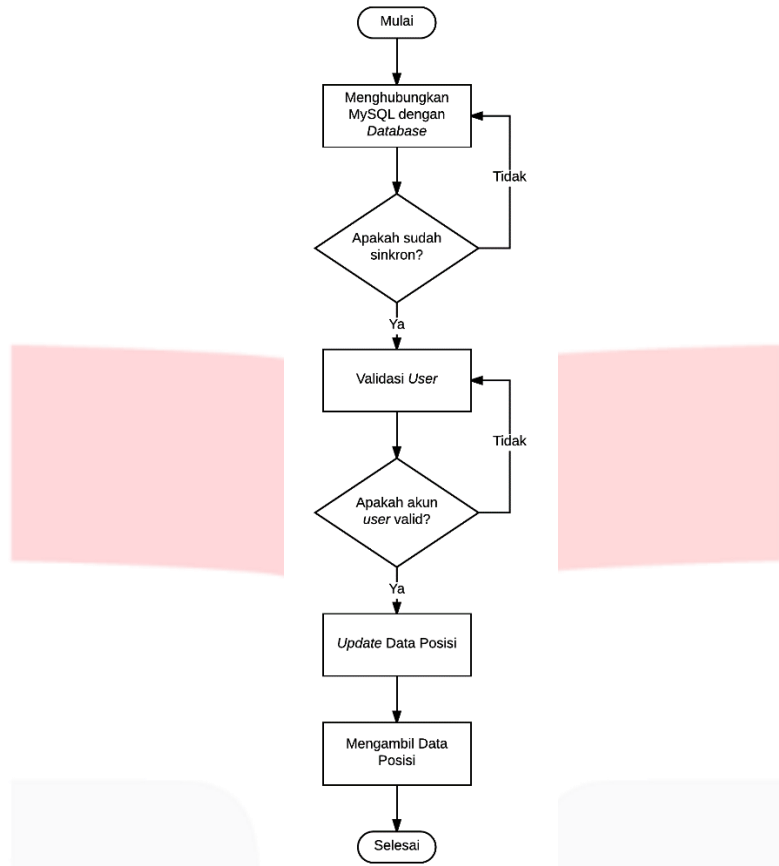 Mulai
Menghubungkan
MySQL dengan
Database
Tidak
Apakah sudah
sinkron?
Ya
Validasi User
Tidak
Apakah akun
user valid?
Ya
Update Data Posisi
Mengambil Data
Posisi
Selesai